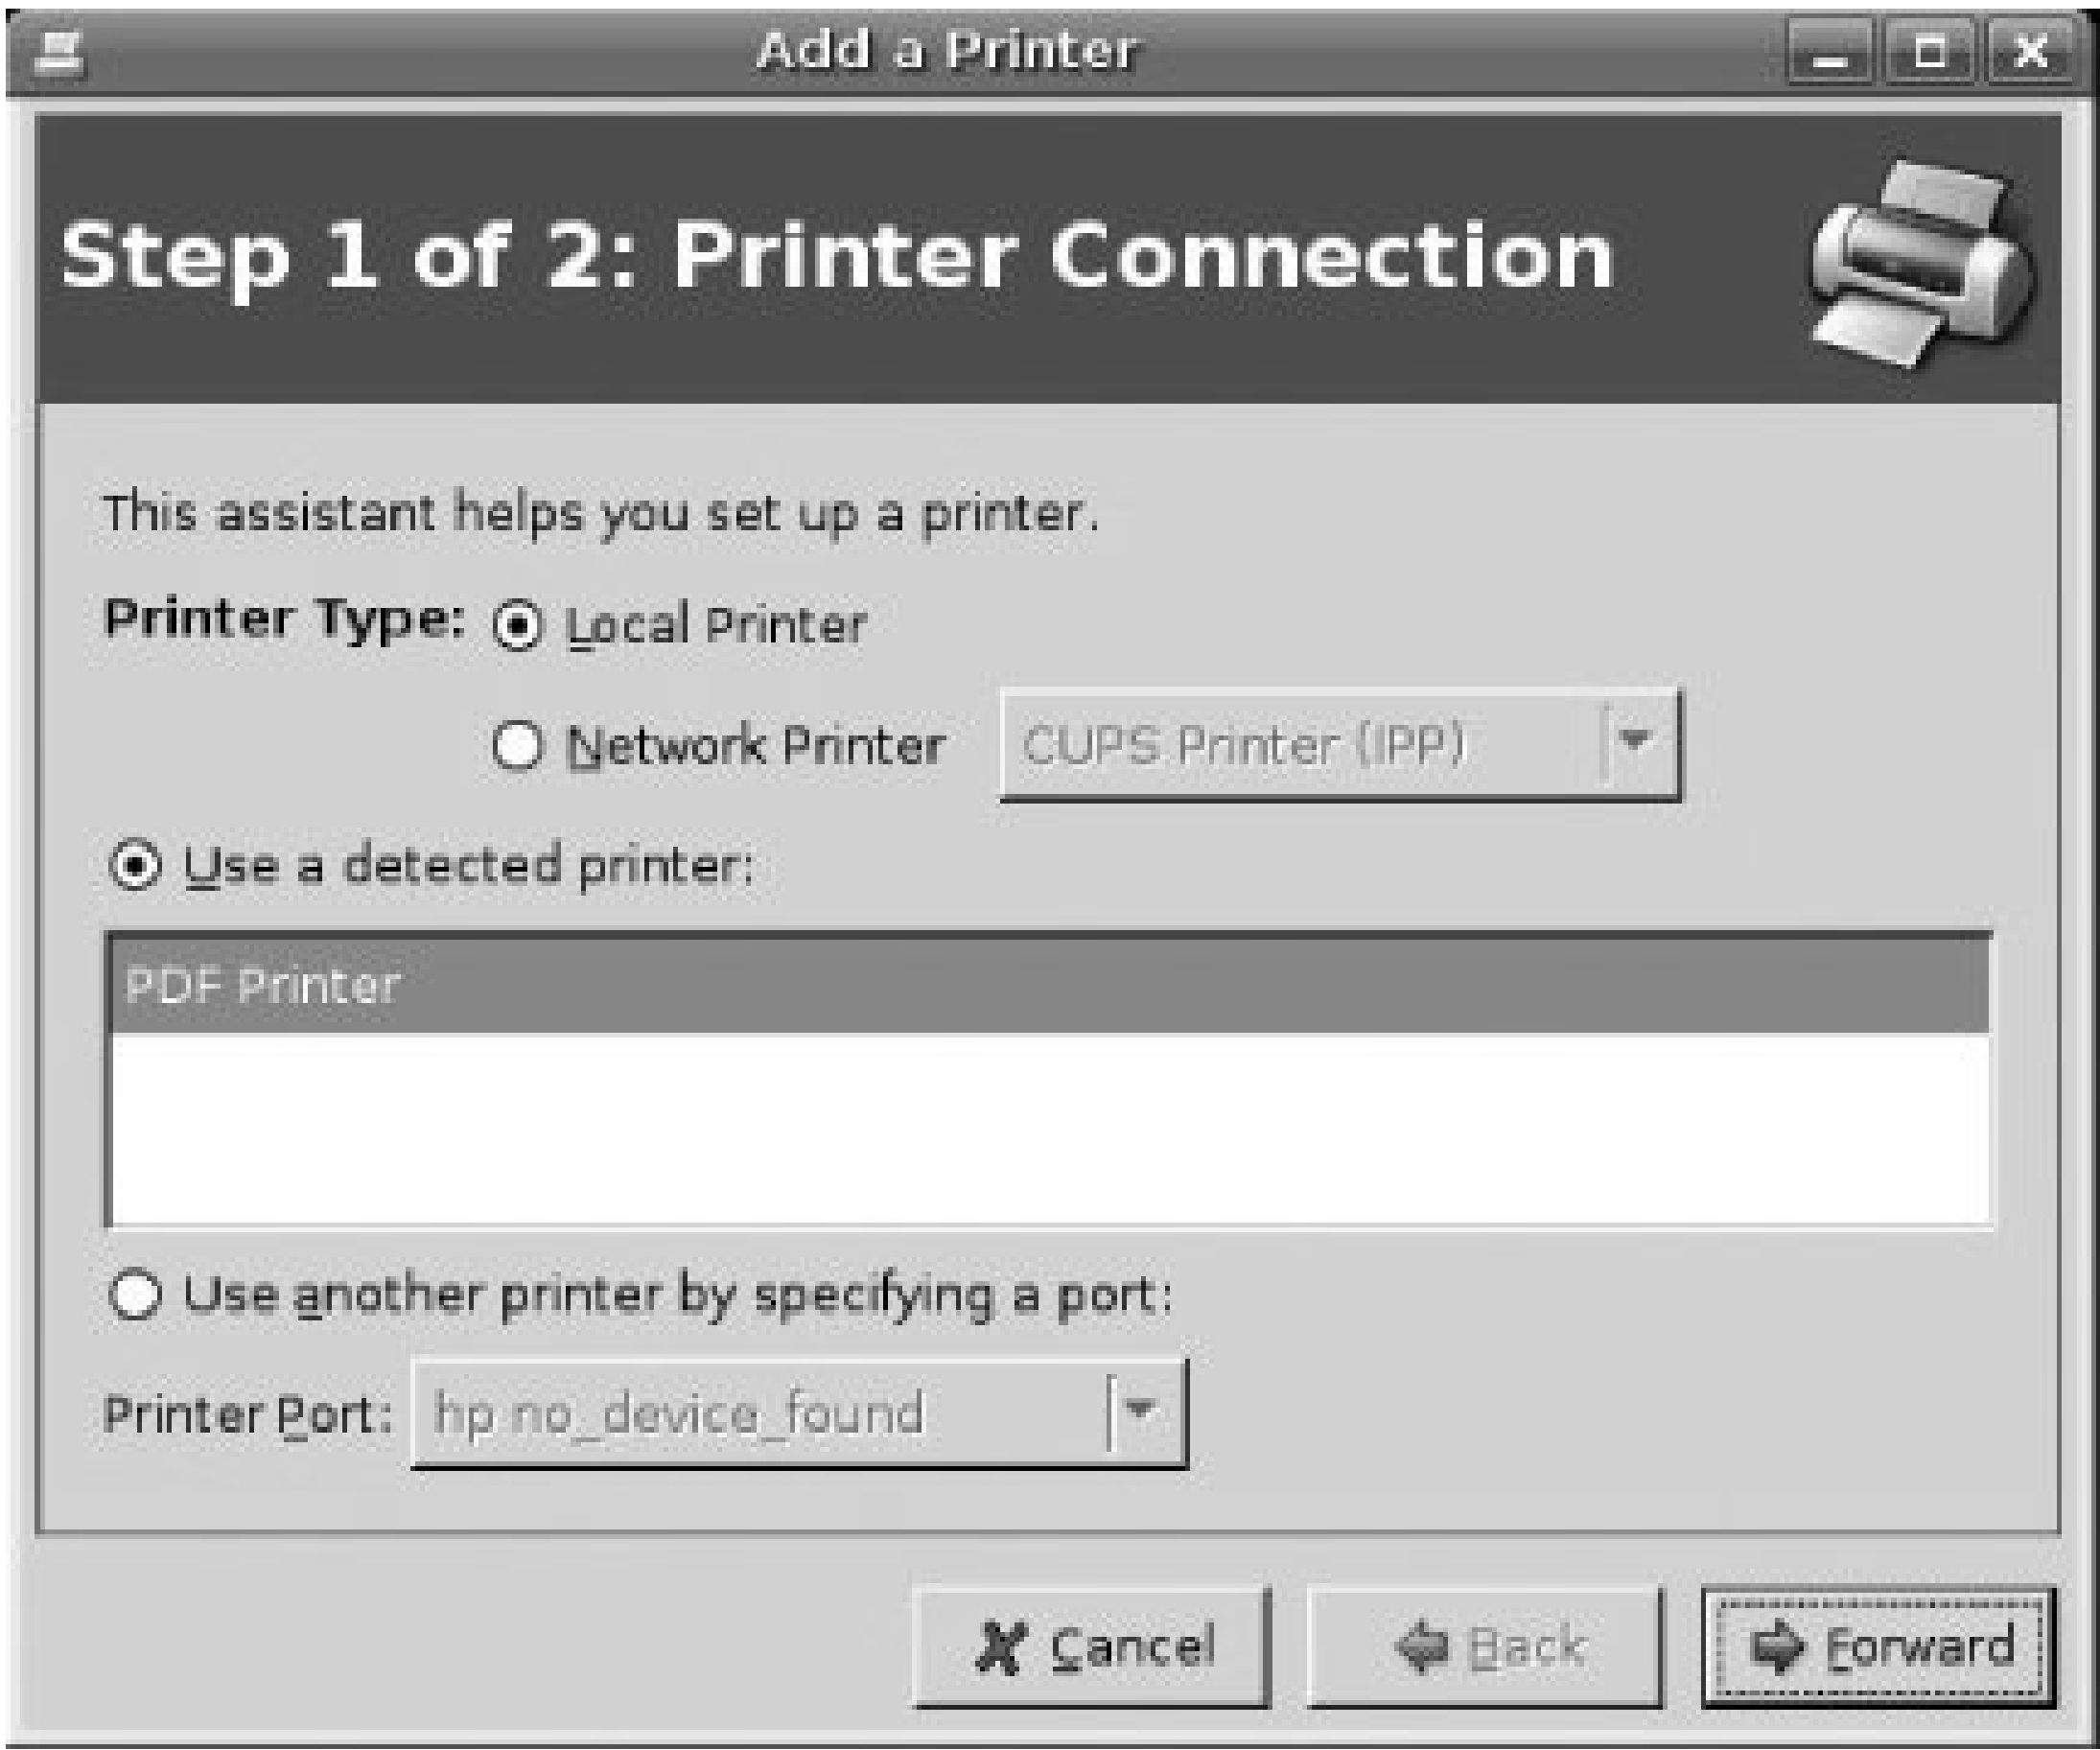 Add a Printer
Step 1 of 2: Printer Connection
This assistant helps you set up a printer.
Printer Type: Local Printer
Network Printer CUPS Printer (IPP)
Use a detected printer:
PDF Printer
Use another printer by specifying a port:
Printer Port: hp no_device_found
Cancel Back Forward